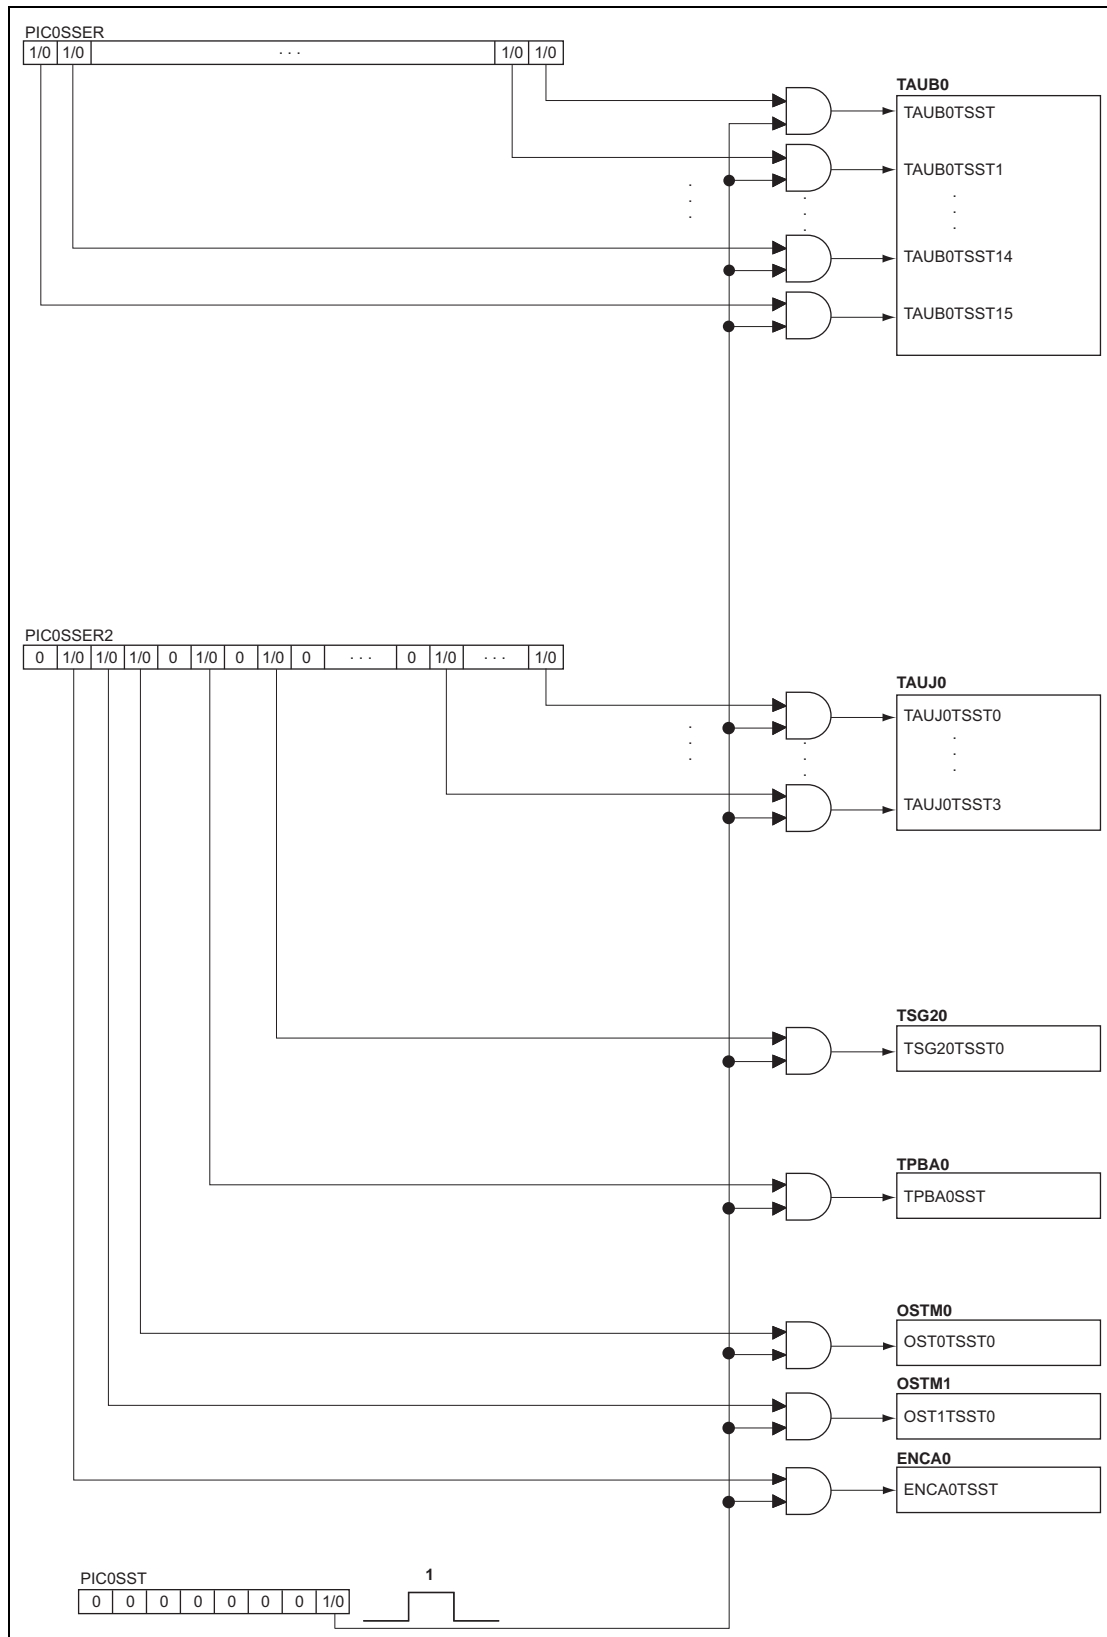 PIC0SSER
1/0 1/0 · · · 1/0 1/0
TAUB0
TAUB0TSST
TAUB0TSST1
TAUB0TSST14
TAUB0TSST15
PIC0SSER2
0 1/0 1/0 1/0 0 1/0 0 1/0 0 · · · 0 1/0 · · · 1/0
TAUJ0
TAUJ0TSST0
TAUJ0TSST3
TSG20
TSG20TSST0
TPBA0
TPBA0SST
OSTM0
OST0TSST0
OSTM1
OST1TSST0
ENCA0
ENCA0TSST
PIC0SST
0 0 0 0 0 0 0 1/0
1